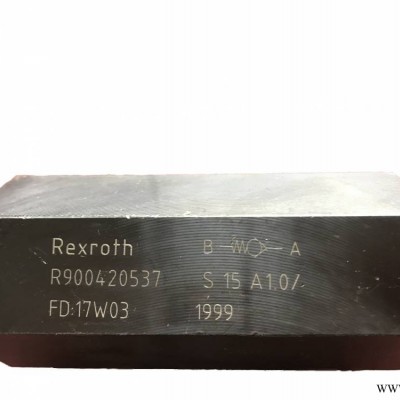 Rexroth B A
R900420537 S 15 A1.0/
FD:17W03 1999